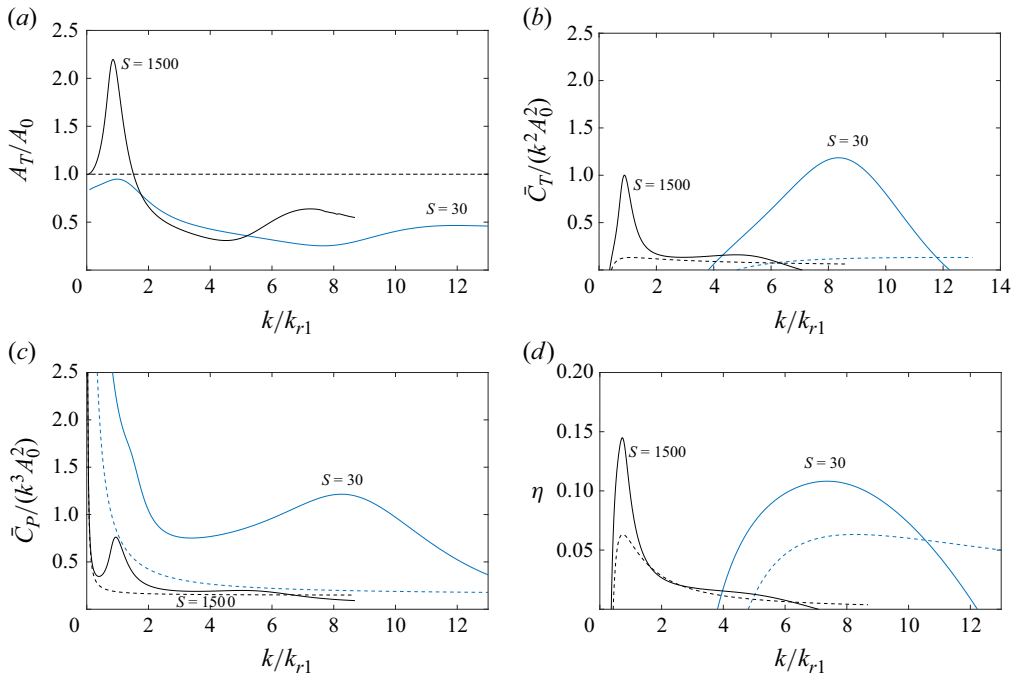 (a)
2.5
2.0
1.5
1.0
0.5
A_T/A_0
S = 1500
S = 30
0 2 4 6 8 10 12
k/k_{r1}
(b)
2.5
2.0
1.5
1.0
0.5
C̄_T/(k^2 A_0^2)
S = 30
S = 1500
0 2 4 6 8 10 12 14
k/k_{r1}
(c)
2.5
2.0
1.5
1.0
0.5
C̄_P/(k^3 A_0^2)
S = 30
S = 1500
0 2 4 6 8 10 12
k/k_{r1}
(d)
0.20
0.15
0.10
0.05
η
S = 1500
S = 30
0 2 4 6 8 10 12
k/k_{r1}